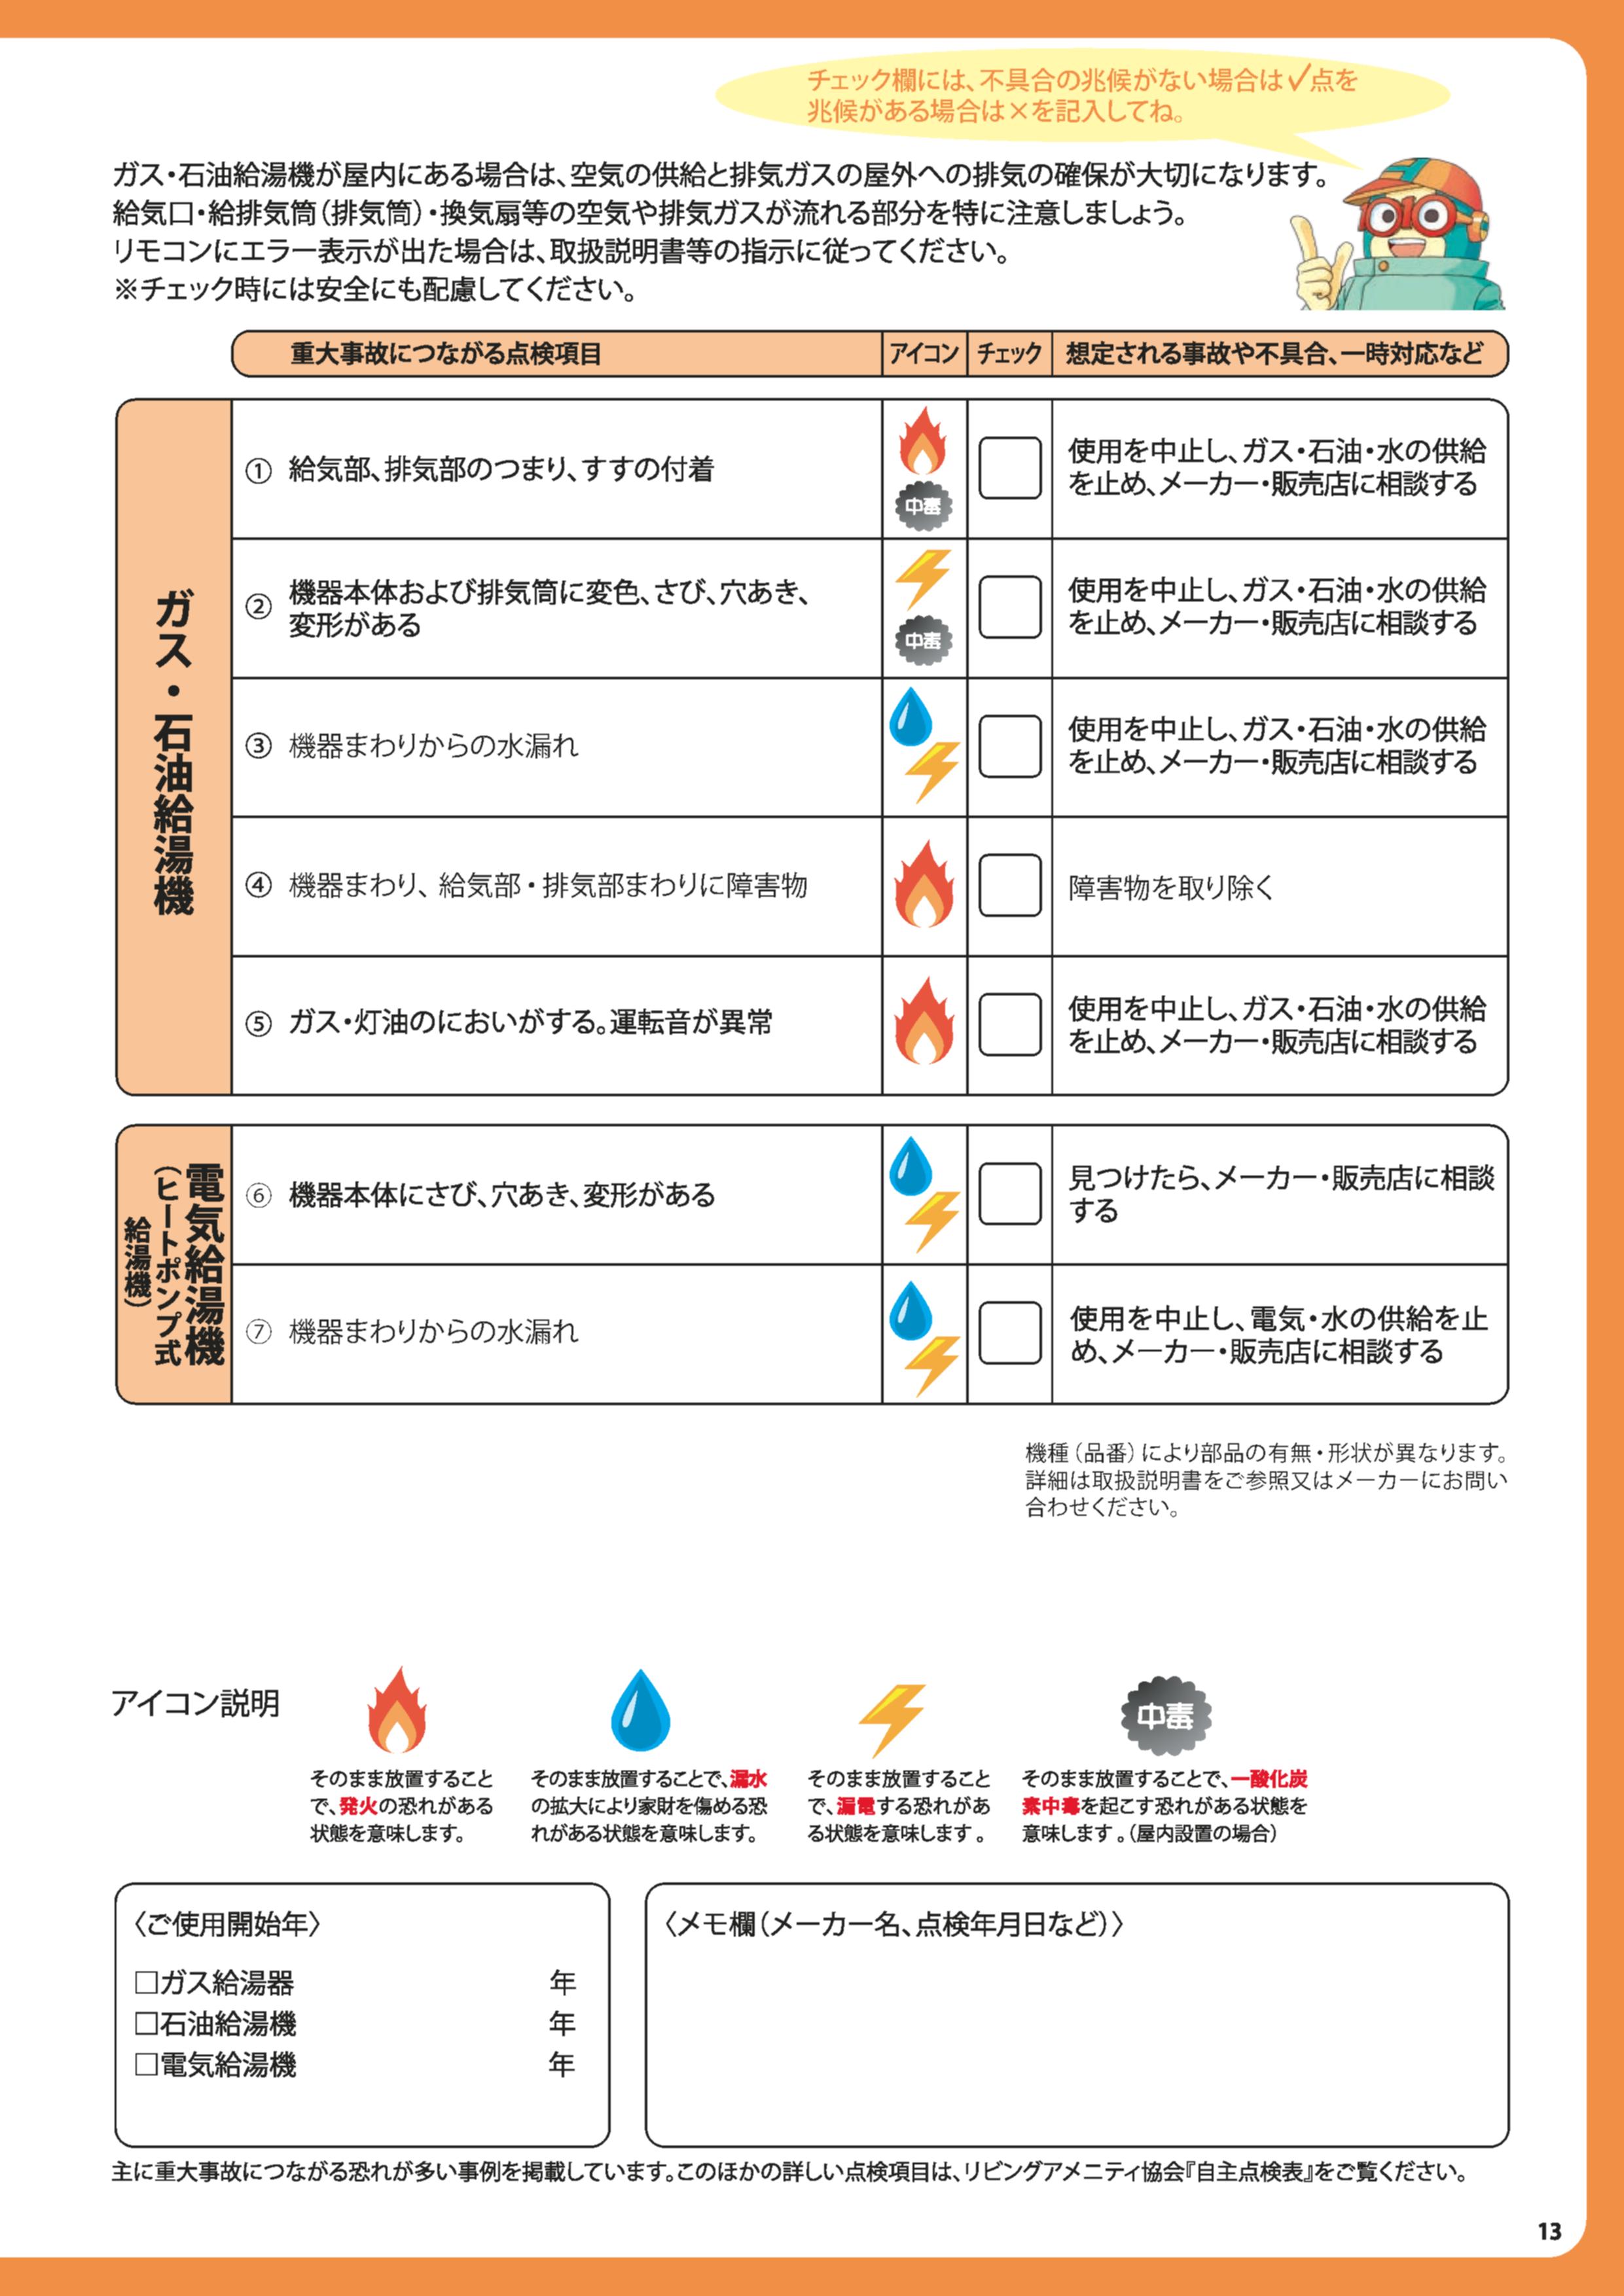 チェック欄には、不具合の兆候がない場合は✓点を
兆候がある場合は×を記入してね。
ガス・石油給湯機が屋内にある場合は、空気の供給と排気ガスの屋外への排気の確保が大切になります。
給気口・給排気筒(排気筒)・換気扇等の空気や排気ガスが流れる部分を特に注意しましょう。
リモコンにエラー表示が出た場合は、取扱説明書等の指示に従ってください。
※チェック時には安全にも配慮してください。
重大事故につながる点検項目 アイコン チェック 想定される事故や不具合、一時対応など
ガス・石油給湯機
① 給気部、排気部のつまり、すすの付着
中毒
使用を中止し、ガス・石油・水の供給
を止め、メーカー・販売店に相談する
② 機器本体および排気筒に変色、さび、穴あき、
変形がある
中毒
使用を中止し、ガス・石油・水の供給
を止め、メーカー・販売店に相談する
③ 機器まわりからの水漏れ
使用を中止し、ガス・石油・水の供給
を止め、メーカー・販売店に相談する
④ 機器まわり、給気部・排気部まわりに障害物
障害物を取り除く
⑤ ガス・灯油のにおいがする。運転音が異常
使用を中止し、ガス・石油・水の供給
を止め、メーカー・販売店に相談する
電気給湯機
(ヒートポンプ式
給湯機)
⑥ 機器本体にさび、穴あき、変形がある
見つけたら、メーカー・販売店に相談
する
⑦ 機器まわりからの水漏れ
使用を中止し、電気・水の供給を止
め、メーカー・販売店に相談する
機種(品番)により部品の有無・形状が異なります。
詳細は取扱説明書をご参照又はメーカーにお問い
合わせください。
アイコン説明
そのまま放置すること
で、発火の恐れがある
状態を意味します。
そのまま放置することで、漏水
の拡大により家財を傷める恐
れがある状態を意味します。
そのまま放置すること
で、漏電する恐れがあ
る状態を意味します。
中毒
そのまま放置することで、一酸化炭
素中毒を起こす恐れがある状態を
意味します。(屋内設置の場合)
〈ご使用開始年〉
□ガス給湯器 年
□石油給湯機 年
□電気給湯機 年
〈メモ欄(メーカー名、点検年月日など)〉
主に重大事故につながる恐れが多い事例を掲載しています。このほかの詳しい点検項目は、リビングアメニティ協会『自主点検表』をご覧ください。
13